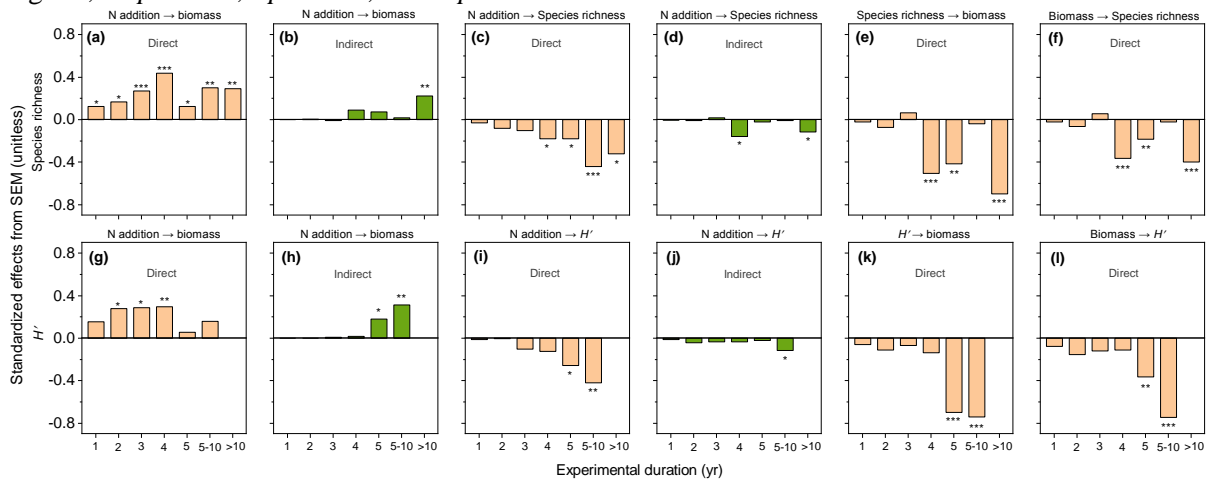 N addition → biomass
N addition → biomass
N addition → Species richness
N addition → Species richness
Species richness → biomass
Biomass → Species richness
(a) Direct
(b) Indirect
(c) Direct
(d) Indirect
(e) Direct
(f) Direct
0.8
0.4
0.0
-0.4
-0.8
* * *** *** * ** **
**
* * *** *
* *
*** ** ***
*** ** ***
Species richness
Standardized effects from SEM (unitless)
N addition → biomass
N addition → biomass
N addition → H′
N addition → H′
H′ → biomass
Biomass → H′
(g) Direct
(h) Indirect
(i) Direct
(j) Indirect
(k) Direct
(l) Direct
0.8
0.4
0.0
-0.4
-0.8
* * **
* **
* **
*
*** ***
** ***
H′
1 2 3 4 5 5-10 >10
1 2 3 4 5 5-10 >10
1 2 3 4 5 5-10 >10
1 2 3 4 5 5-10 >10
1 2 3 4 5 5-10 >10
1 2 3 4 5 5-10 >10
Experimental duration (yr)